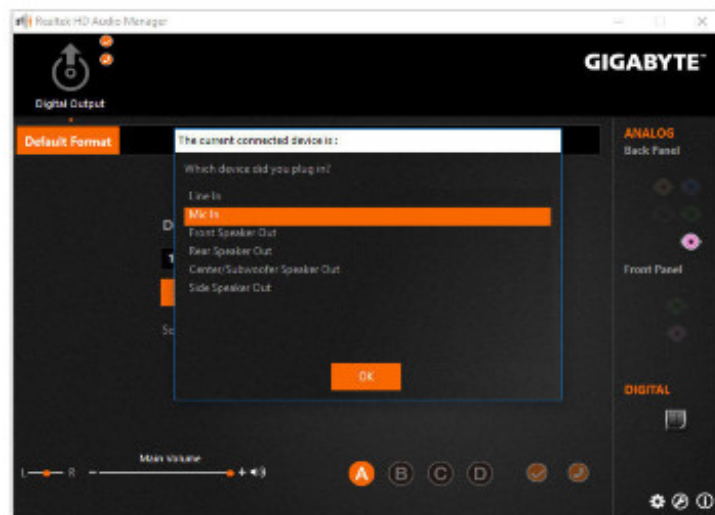 Realtek HD Audio Manager
GIGABYTE™
Digital Output
Default Format
The current connected device is :
Which device did you plug in?
Line In
Mic In
Front Speaker Out
Rear Speaker Out
Center/Subwoofer Speaker Out
Side Speaker Out
OK
ANALOG
Back Panel
Front Panel
DIGITAL
Main Volume
L
R
A
B
C
D